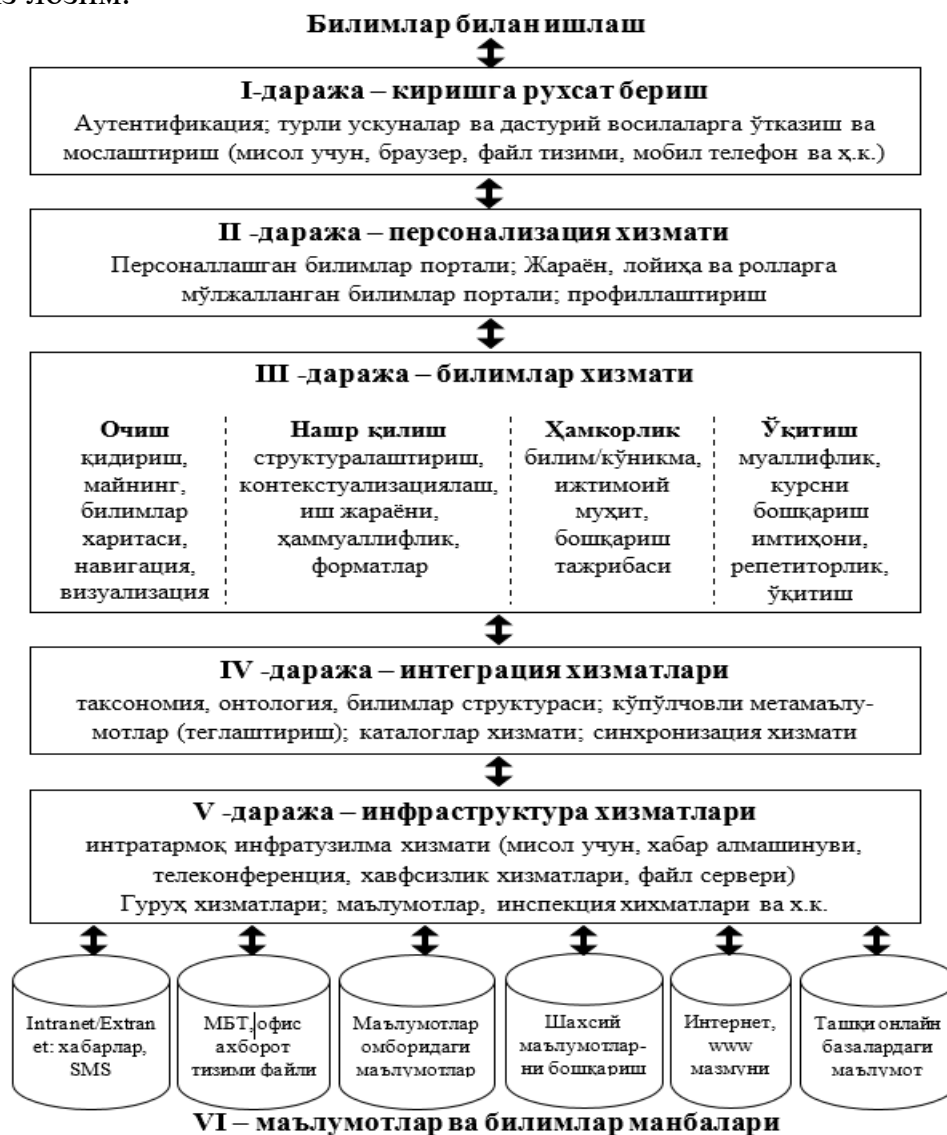 лозим.
Билимлар билан ишлаш
I-даража – киришга рухсат бериш
Аутентификация; турли ускуналар ва дастурий воситаларга ўтказиш ва
мослаштириш (мисол учун, браузер, файл тизими, мобил телефон ва ҳ.к.)
II -даража – персонализация хизмати
Персоналлашган билимлар портали; Жараён, лойиҳа ва ролларга
мўлжалланган билимлар портали; профиллаштириш
III -даража – билимлар хизмати
Очиш
қидириш,
майнинг,
билимлар
харитаси,
навигация,
визуализация
Нашр қилиш
структуралаштириш,
контекстуализациялаш,
иш жараёни,
ҳаммуаллифлик,
форматлар
Ҳамкорлик
билим/кўникма,
ижтимоий
муҳит,
бошқариш
тажрибаси
Ўқитиш
муаллифлик,
курсни
бошқариш
имтиҳони,
репетиторлик,
ўқитиш
IV -даража – интеграция хизматлари
таксономия, онтология, билимлар структураси; кўпўлчовли метамаълу-
мотлар (теглаштириш); каталоглар хизмати; синхронизация хизмати
V -даража – инфраструктура хизматлари
интратармоқ инфратузилма хизмати (мисол учун, хабар алмашинуви,
телеконференция, хавфсизлик хизматлари, файл сервери)
Гуруҳ хизматлари; маълумотлар, инспекция хихматлари ва х.к.
Intranet/Extran
et: хабарлар,
SMS
МБТ, офис
ахборот
тизими файли
Маълумотлар
омборидаги
маълумотлар
Шахсий
маълумотлар-
ни бошқариш
Интернет,
www
мазмуни
Ташқи онлайн
базалардаги
маълумот
VI – маълумотлар ва билимлар манбалари